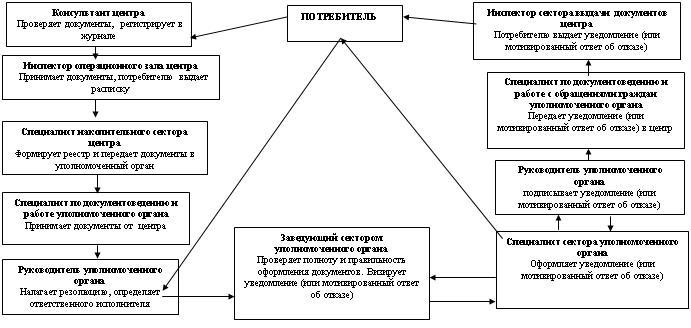 Консультант центра
Проверяет документы, регистрирует в
журнале
ПОТРЕБИТЕЛЬ
Инспектор сектора выдачи документов
центра
Потребителю выдает уведомление (или
мотивированный ответ об отказе)
Инспектор операционного зала центра
Принимает документы, потребителю выдает
расписку
Специалист по документоведению и
работе с обращениями граждан
уполномоченного органа
Передает уведомление (или
мотивированный ответ об отказе) в центр
Специалист накопительного сектора
центра
Формирует реестр и передает документы в
уполномоченный орган
Руководитель уполномоченного
органа
подписывает уведомление (или
мотивированный ответ об отказе)
Специалист по документоведению и
работе уполномоченного органа
Принимает документы от центра
Заведующий сектором
уполномоченного органа
Проверяет полноту и правильность
оформления документов. Визирует
уведомление (или мотивированный ответ
об отказе)
Специалист сектора уполномоченного
органа
Оформляет уведомление (или
мотивированный ответ об отказе)
Руководитель уполномоченного
органа
Налагает резолюцию, определяет
ответственного исполнителя